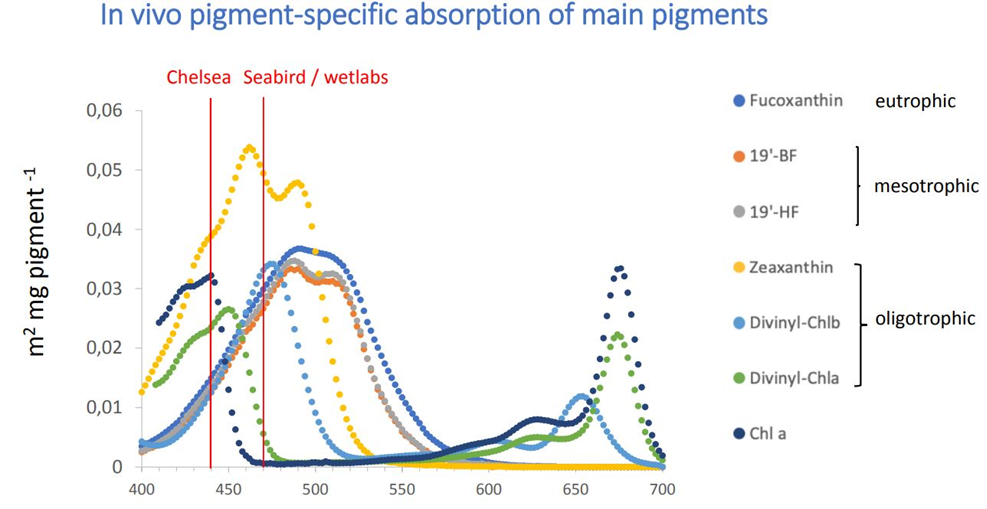 In vivo pigment-specific absorption of main pigments
Chelsea Seabird / wetlabs
0,06
0,05
0,04
0,03
0,02
0,01
0
m² mg pigment⁻¹
400 450 500 550 600 650 700
Fucoxanthin eutrophic
19'-BF
mesotrophic
19'-HF
Zeaxanthin
Divinyl-Chlb
oligotrophic
Divinyl-Chla
Chl a